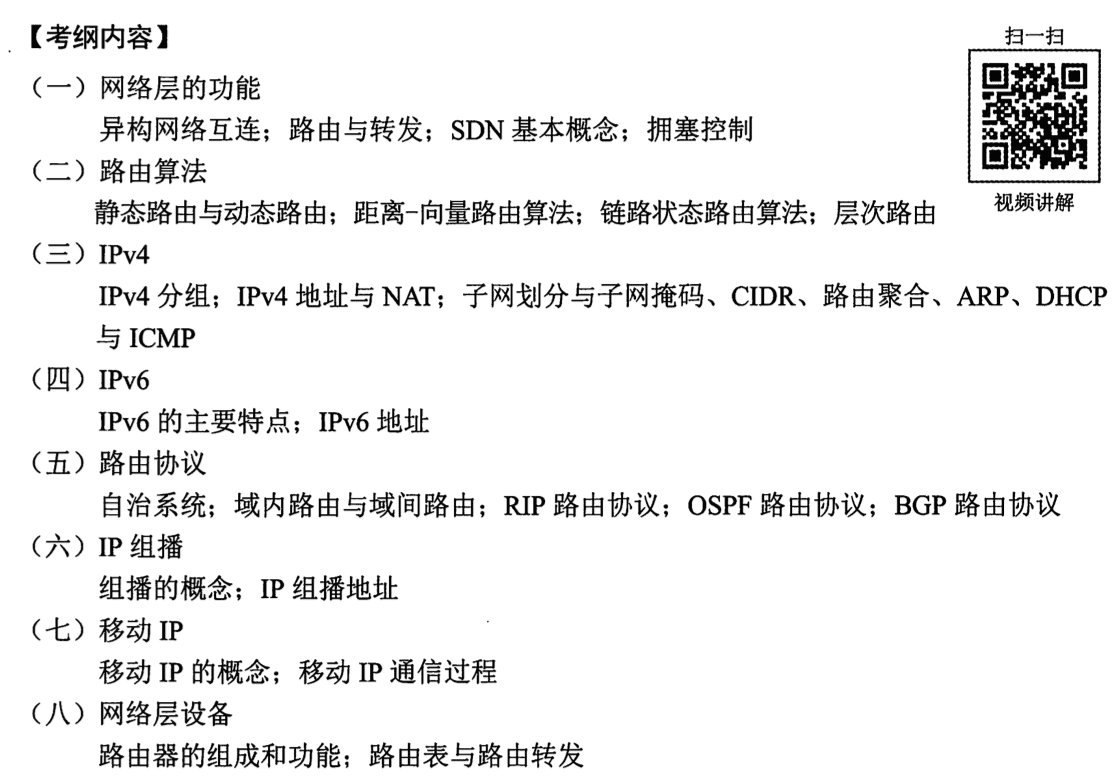 【考纲内容】
扫一扫
（一）网络层的功能
异构网络互连；路由与转发；SDN 基本概念；拥塞控制
（二）路由算法
静态路由与动态路由；距离-向量路由算法；链路状态路由算法；层次路由
视频讲解
（三）IPv4
IPv4 分组；IPv4 地址与 NAT；子网划分与子网掩码、CIDR、路由聚合、ARP、DHCP
与 ICMP
（四）IPv6
IPv6 的主要特点；IPv6 地址
（五）路由协议
自治系统；域内路由与域间路由；RIP 路由协议；OSPF 路由协议；BGP 路由协议
（六）IP 组播
组播的概念；IP 组播地址
（七）移动 IP
移动 IP 的概念；移动 IP 通信过程
（八）网络层设备
路由器的组成和功能；路由表与路由转发